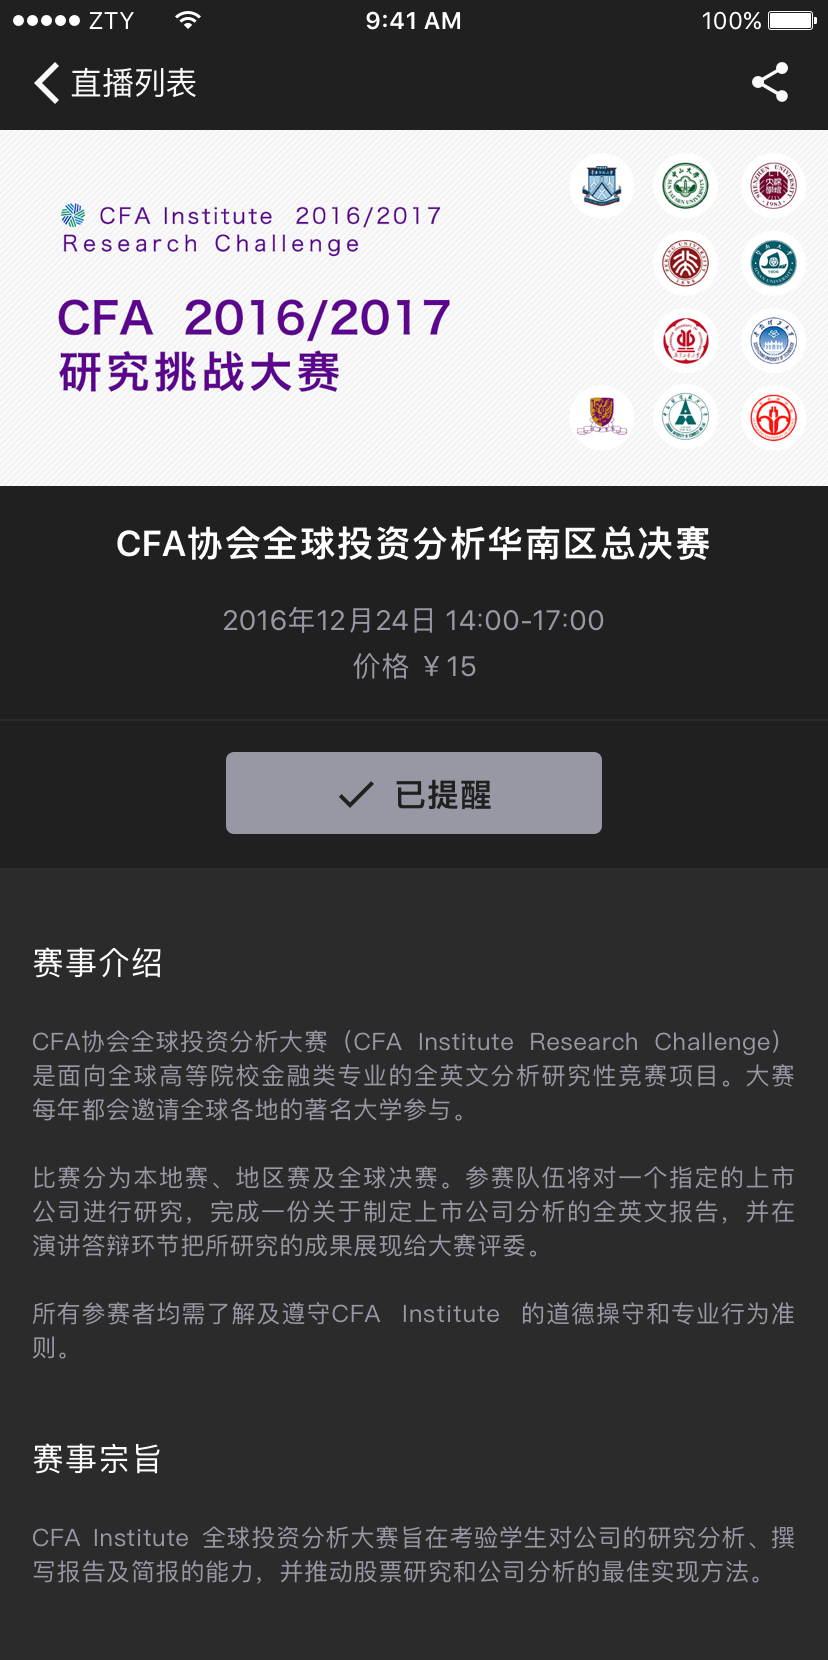 ZTY 9:41 AM 100%
直播列表
CFA Institute 2016/2017
Research Challenge
CFA 2016/2017
研究挑战大赛
CFA协会全球投资分析华南区总决赛
2016年12月24日 14:00-17:00
价格 ￥15
已提醒
赛事介绍
CFA协会全球投资分析大赛（CFA Institute Research Challenge）
是面向全球高等院校金融类专业的全英文分析研究性竞赛项目。大赛
每年都会邀请全球各地的著名大学参与。
比赛分为本地赛、地区赛及全球决赛。参赛队伍将对一个指定的上市
公司进行研究，完成一份关于制定上市公司分析的全英文报告，并在
演讲答辩环节把所研究的成果展现给大赛评委。
所有参赛者均需了解及遵守CFA Institute 的道德操守和专业行为准
则。
赛事宗旨
CFA Institute 全球投资分析大赛旨在考验学生对公司的研究分析、撰
写报告及简报的能力，并推动股票研究和公司分析的最佳实现方法。